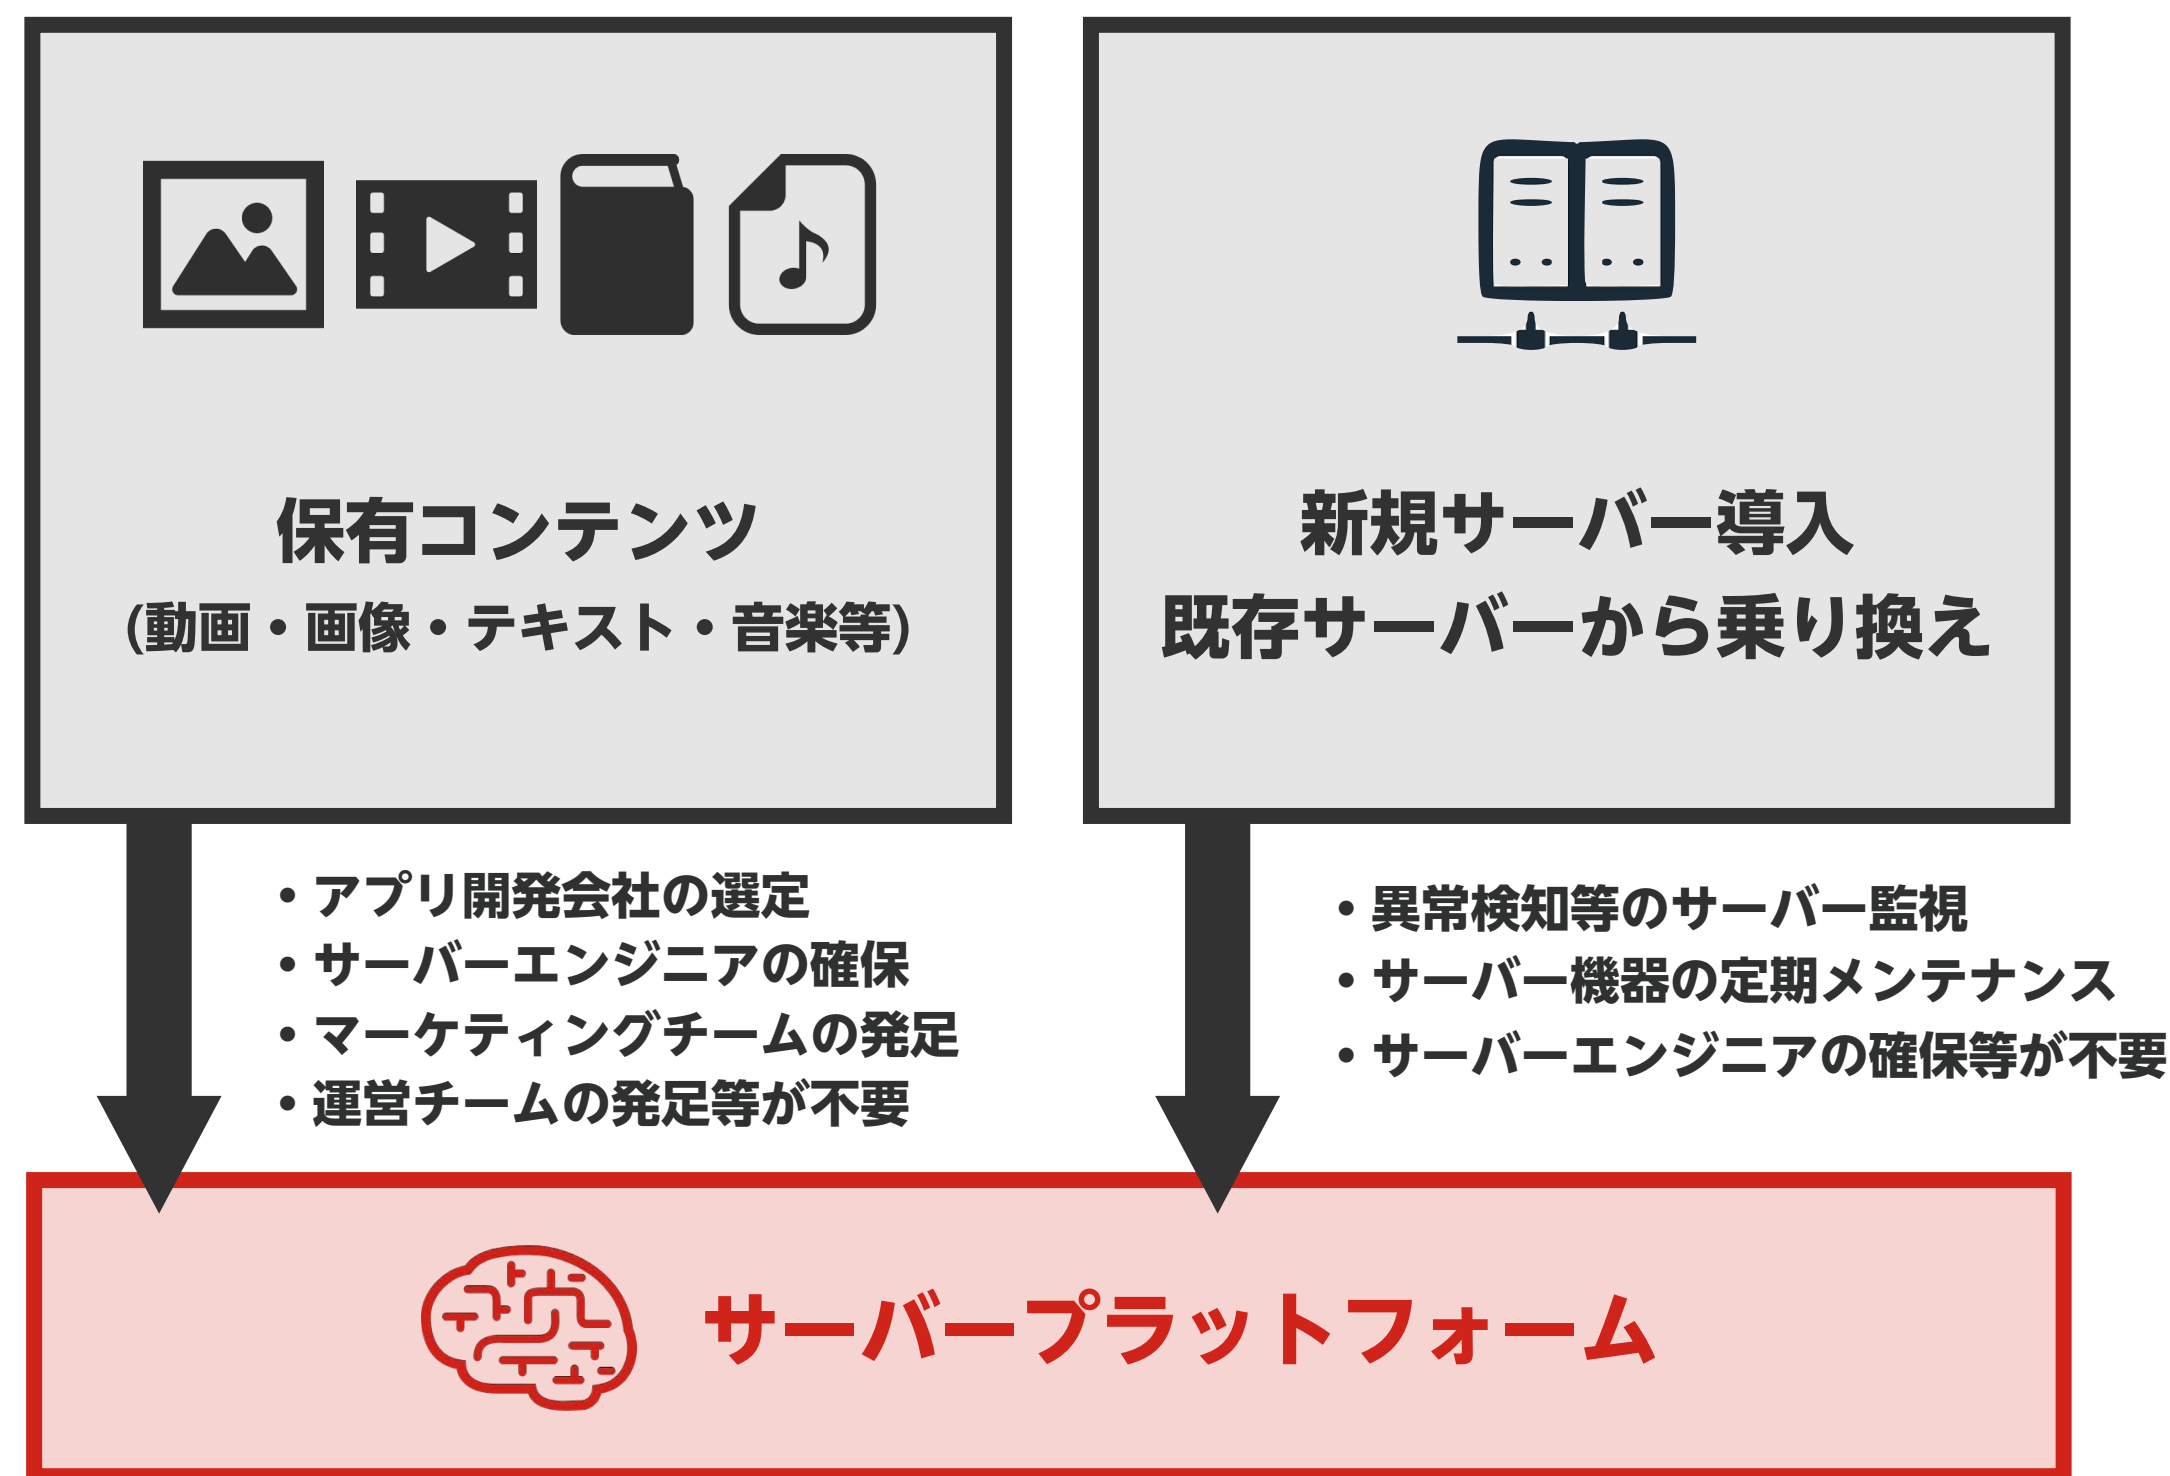 保有コンテンツ
(動画・画像・テキスト・音楽等)
新規サーバー導入
既存サーバーから乗り換え
・アプリ開発会社の選定
・サーバーエンジニアの確保
・マーケティングチームの発足
・運営チームの発足等が不要
・異常検知等のサーバー監視
・サーバー機器の定期メンテナンス
・サーバーエンジニアの確保等が不要
サーバープラットフォーム